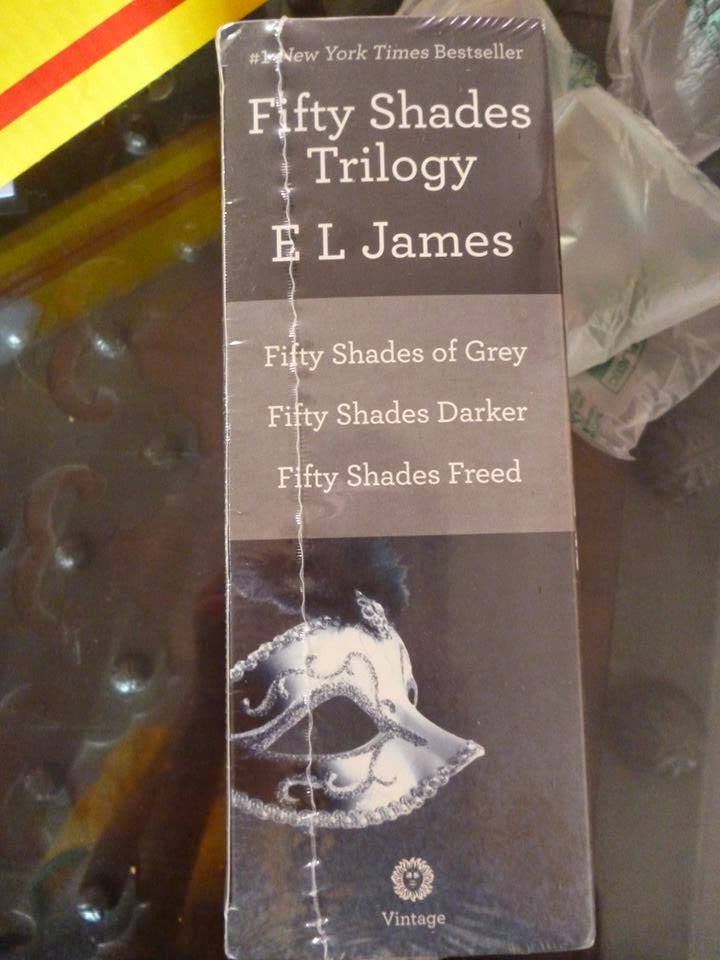 #1 New York Times Bestseller
Fifty Shades
Trilogy
E L James
Fifty Shades of Grey
Fifty Shades Darker
Fifty Shades Freed
Vintage